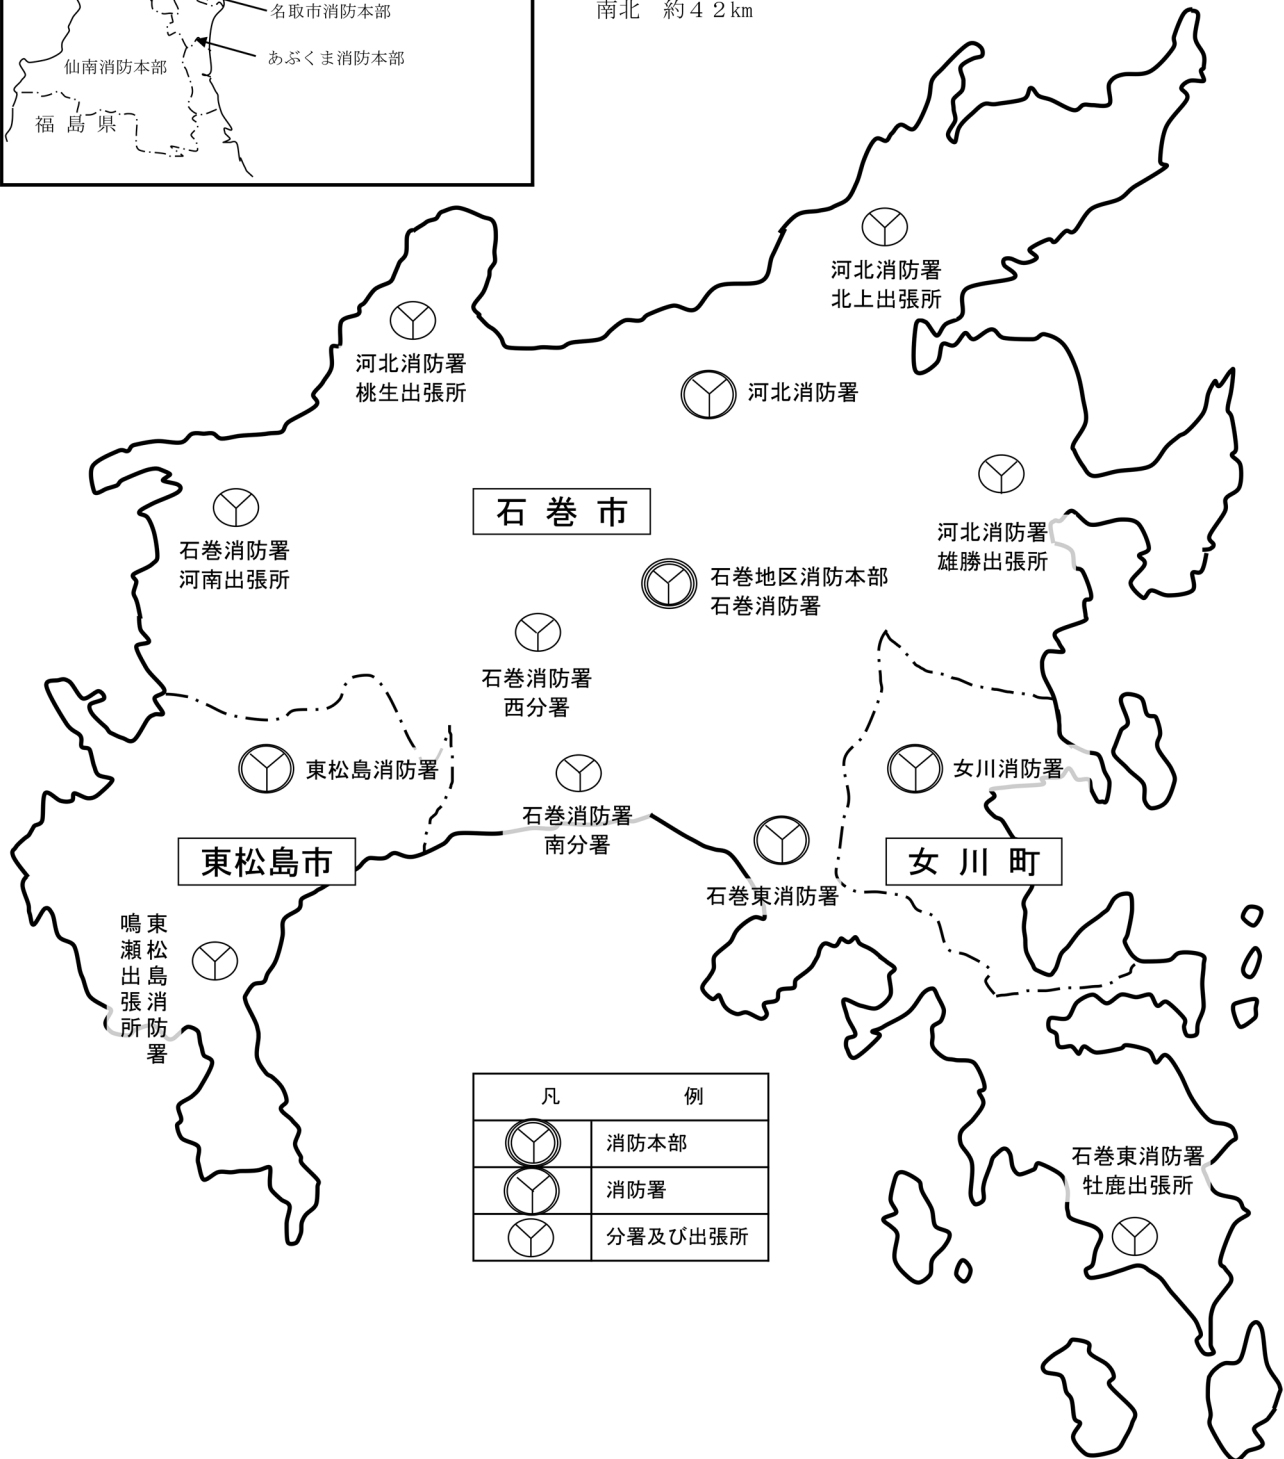 名取市消防本部
あぶくま消防本部
仙南消防本部
福島県
南北 約42km
河北消防署
北上出張所
河北消防署
桃生出張所
河北消防署
石巻消防署
河南出張所
石巻市
河北消防署
雄勝出張所
石巻地区消防本部
石巻消防署
石巻消防署
西分署
東松島消防署
女川消防署
石巻消防署
南分署
東松島市
女川町
石巻東消防署
東松島消防署
鳴瀬出張所
凡例
消防本部
消防署
分署及び出張所
石巻東消防署
牡鹿出張所